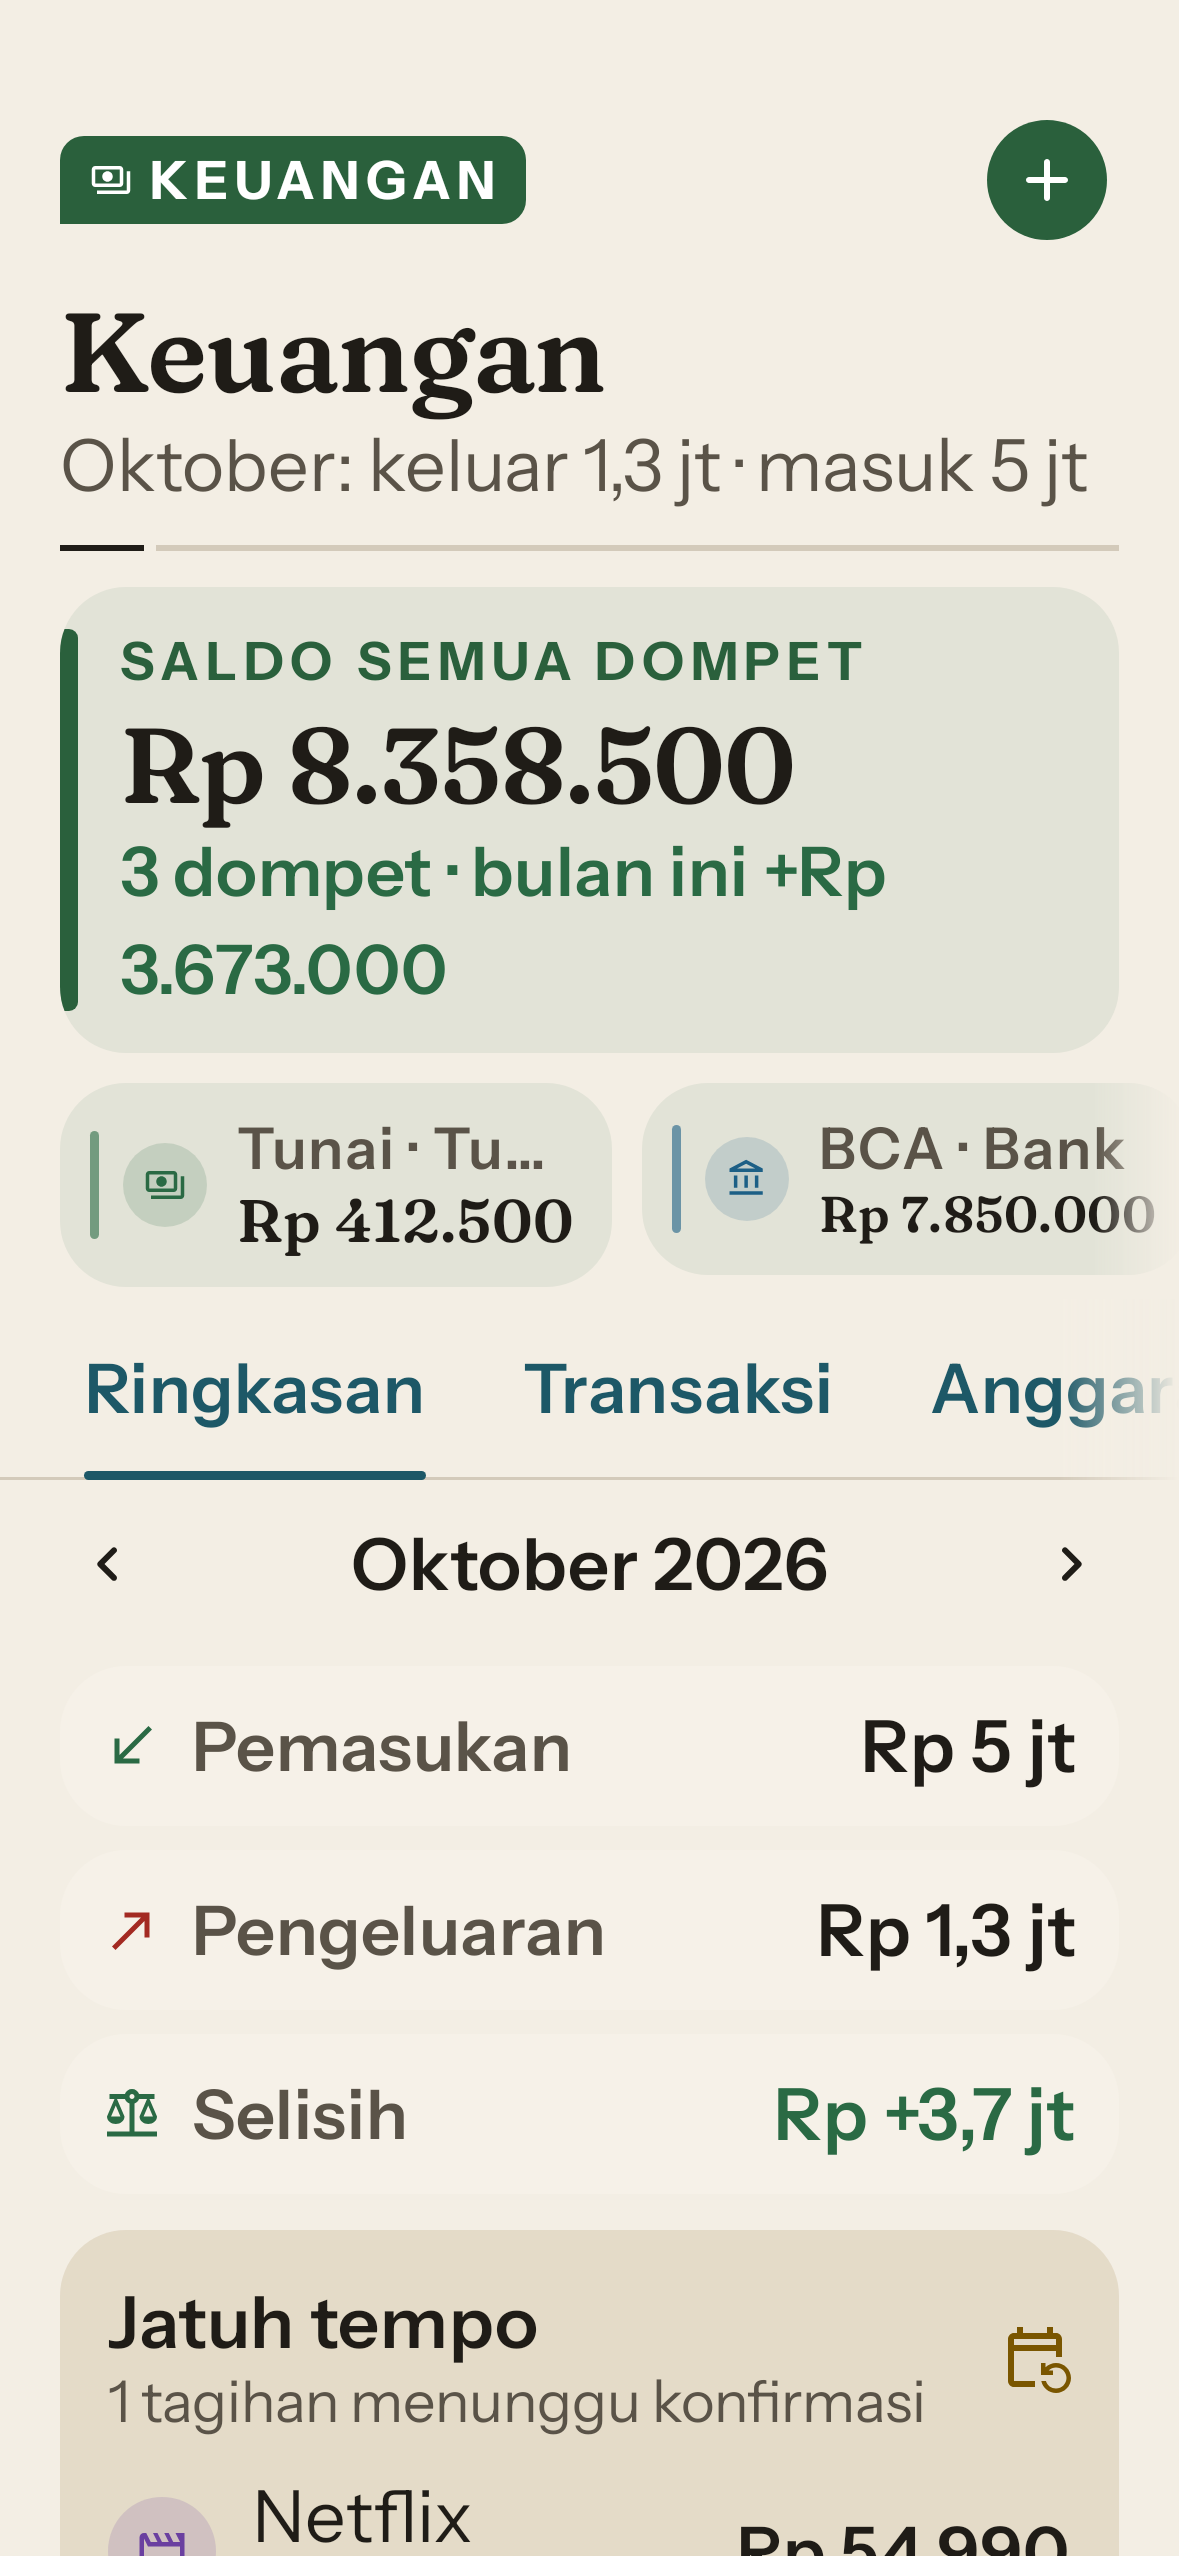 KEUANGAN
Keuangan
Oktober: keluar 1,3 jt · masuk 5 jt
SALDO SEMUA DOMPET
Rp 8.358.500
3 dompet · bulan ini +Rp
3.673.000
Tunai · Tu...
Rp 412.500
BCA · Bank
Rp 7.850.000
Ringkasan
Transaksi
Anggar
Oktober 2026
Pemasukan
Rp 5 jt
Pengeluaran
Rp 1,3 jt
Selisih
Rp +3,7 jt
Jatuh tempo
1 tagihan menunggu konfirmasi
Netflix
Rp 54.990